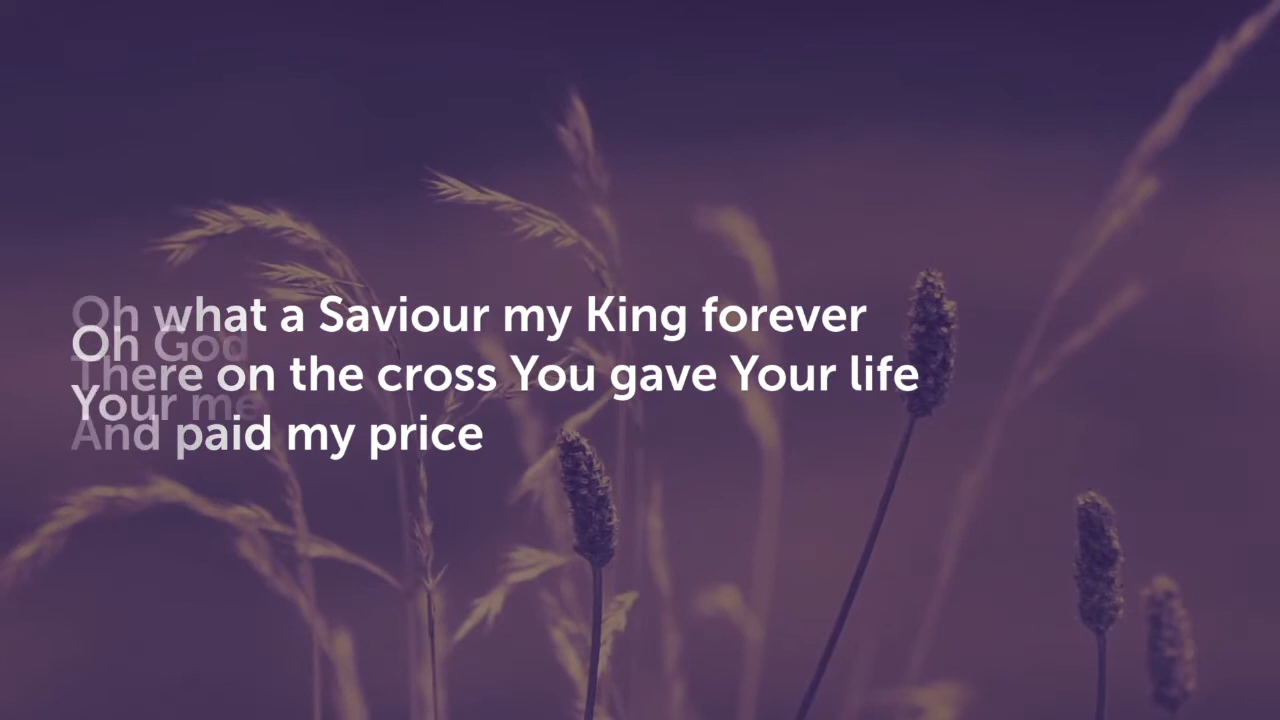 Oh what a Saviour my King forever
Oh God
There on the cross You gave Your life
Your me
And paid my price